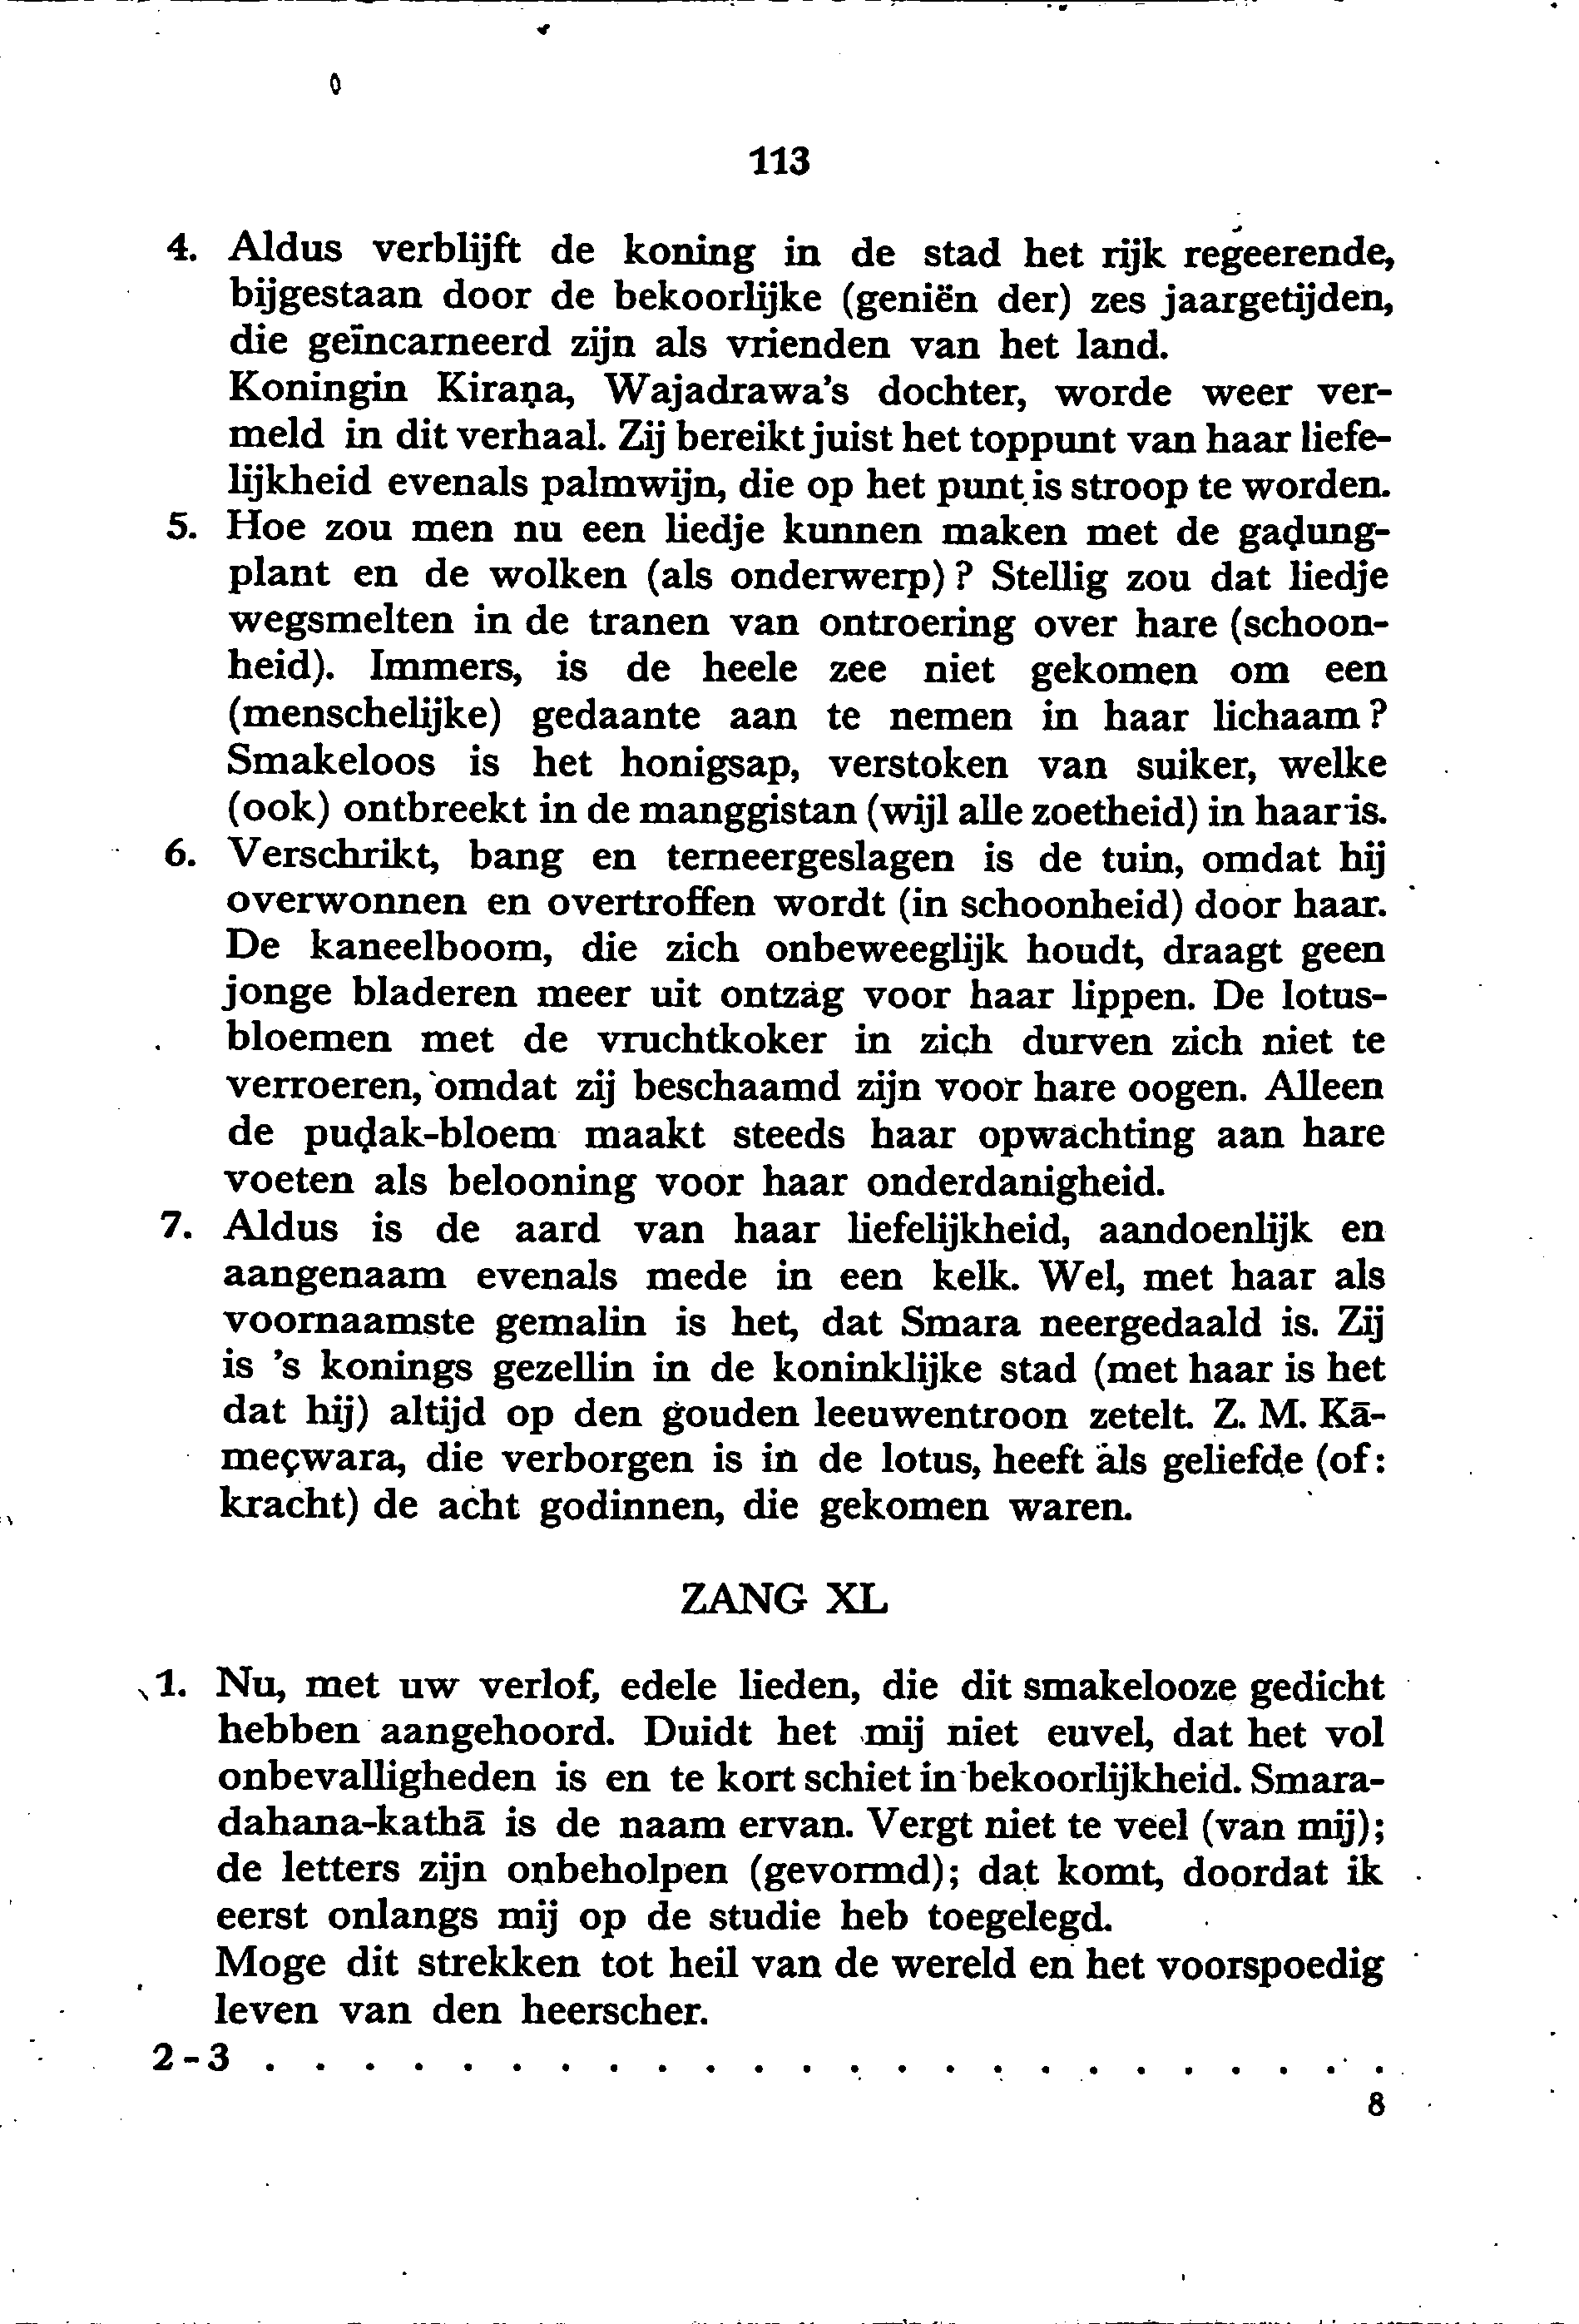 113
4. Aldus verblijft de koning in de stad het rijk regeerende,
bijgestaan door de bekoorlijke (geniën der) zes jaargetijden,
die geïncarneerd zijn als vrienden van het land.
Koningin Kiraṇa, Wajadrawa's dochter, worde weer ver-
meld in dit verhaal. Zij bereikt juist het toppunt van haar liefe-
lijkheid evenals palmwijn, die op het punt is stroop te worden.
5. Hoe zou men nu een liedje kunnen maken met de gaḍung-
plant en de wolken (als onderwerp)? Stellig zou dat liedje
wegsmelten in de tranen van ontroering over hare (schoon-
heid). Immers, is de heele zee niet gekomen om een
(menschelijke) gedaante aan te nemen in haar lichaam?
Smakeloos is het honigsap, verstoken van suiker, welke
(ook) ontbreekt in de manggistan (wijl alle zoetheid) in haar is.
6. Verschrikt, bang en terneergeslagen is de tuin, omdat hij
overwonnen en overtroffen wordt (in schoonheid) door haar.
De kaneelboom, die zich onbeweeglijk houdt, draagt geen
jonge bladeren meer uit ontzag voor haar lippen. De lotus-
bloemen met de vruchtkoker in zich durven zich niet te
verroeren, omdat zij beschaamd zijn voor hare oogen. Alleen
de puḍak-bloem maakt steeds haar opwachting aan hare
voeten als belooning voor haar onderdanigheid.
7. Aldus is de aard van haar liefelijkheid, aandoenlijk en
aangenaam evenals mede in een kelk. Wel, met haar als
voornaamste gemalin is het, dat Smara neergedaald is. Zij
is 's konings gezellin in de koninklijke stad (met haar is het
dat hij) altijd op den gouden leeuwentroon zetelt. Z. M. Kā-
meçwara, die verborgen is in de lotus, heeft als geliefde (of:
kracht) de acht godinnen, die gekomen waren.
ZANG XL
1. Nu, met uw verlof, edele lieden, die dit smakelooze gedicht
hebben aangehoord. Duidt het mij niet euvel, dat het vol
onbevalligheden is en te kort schiet in bekoorlijkheid. Smara-
dahana-kathā is de naam ervan. Vergt niet te veel (van mij);
de letters zijn onbeholpen (gevormd); dat komt, doordat ik
eerst onlangs mij op de studie heb toegelegd.
Moge dit strekken tot heil van de wereld en het voorspoedig
leven van den heerscher.
2-3 . . . . . . . . . . . . . . . . . . . . . . . .
8